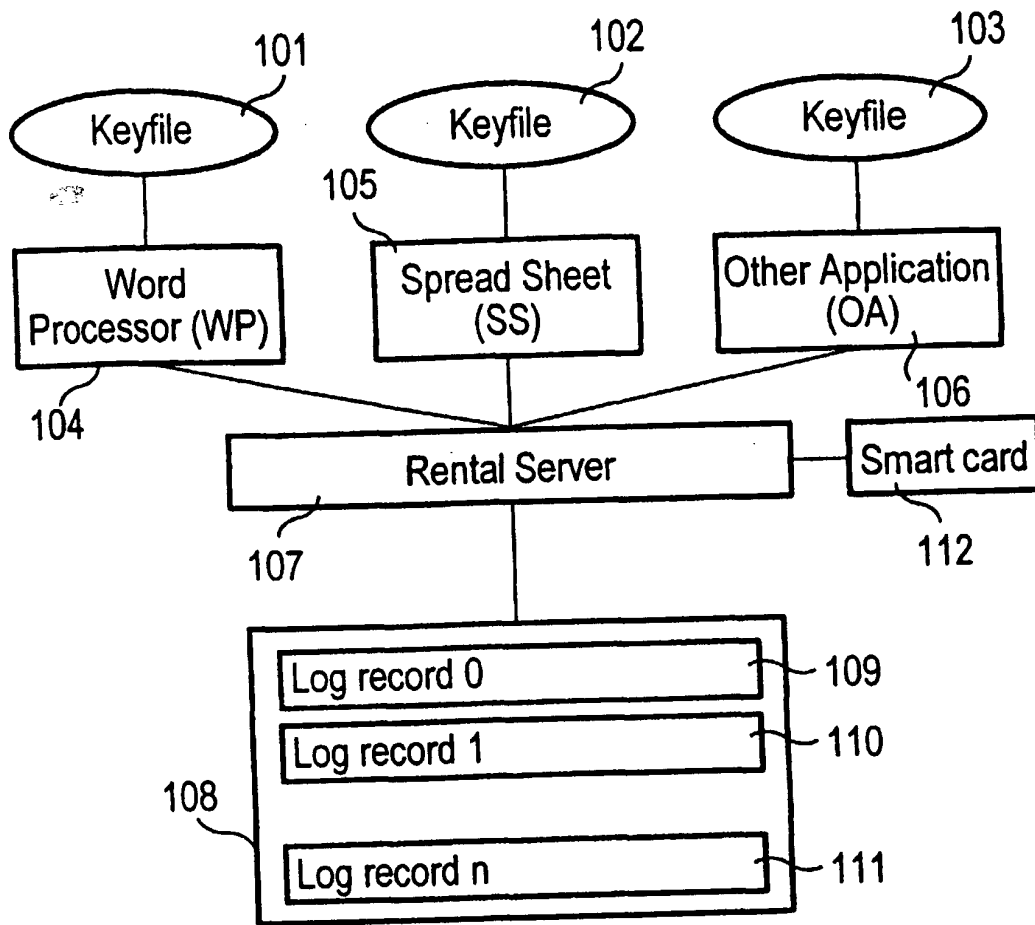 101
102
103
Keyfile
Keyfile
Keyfile
105
Word
Processor (WP)
Spread Sheet
(SS)
Other Application
(OA)
104
106
Rental Server
Smart card
107
112
Log record 0
109
Log record 1
110
108
Log record n
111